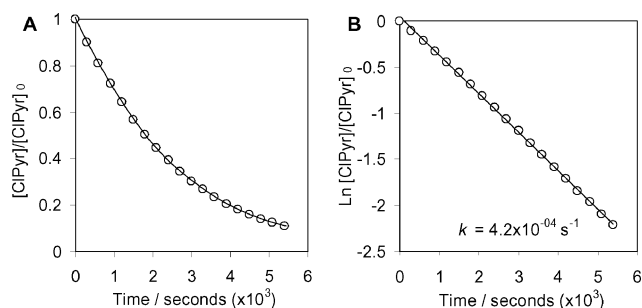 A
[ClPyr]/[ClPyr]₀
1
0.8
0.6
0.4
0.2
0
0 1 2 3 4 5 6
Time / seconds (x10³)
B
Ln [ClPyr]/[ClPyr]₀
0
-0.5
-1
-1.5
-2
-2.5
k = 4.2x10⁻⁰⁴ s⁻¹
0 1 2 3 4 5 6
Time / seconds (x10³)